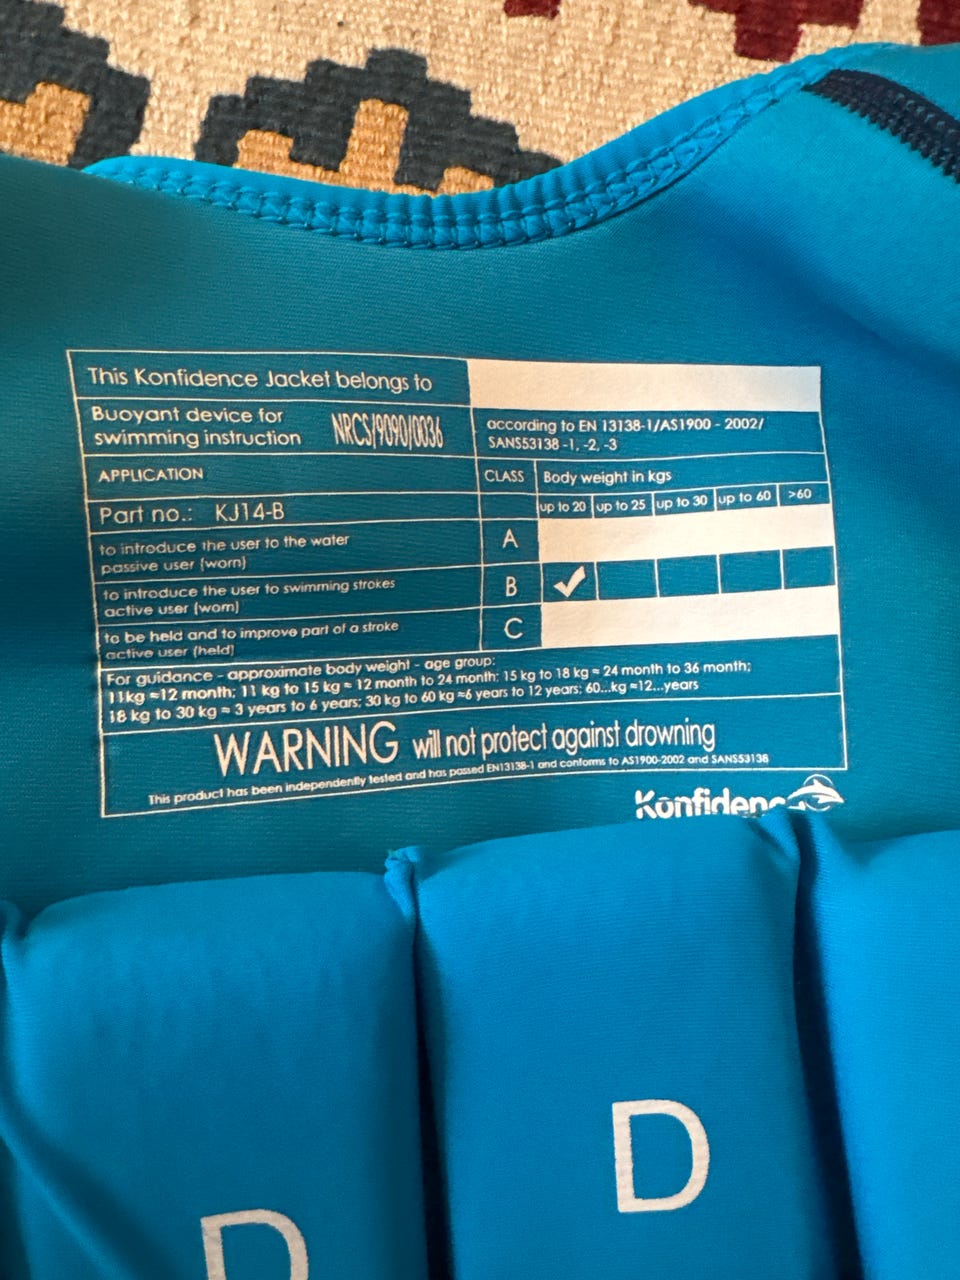 This Konfidence Jacket belongs to
Buoyant device for
swimming instruction NRCS/9090/0036
according to EN 13138-1/AS1900 - 2002/
SANS53138 -1, -2, -3
APPLICATION CLASS Body weight in kgs
Part no.: KJ14-B up to 20 up to 25 up to 30 up to 60 >60
to introduce the user to the water
passive user (worn)
A
to introduce the user to swimming strokes
active user (worn)
B ✓
to be held and to improve part of a stroke
active user (held)
C
For guidance - approximate body weight - age group:
11kg ≈12 month; 11 kg to 15 kg ≈ 12 month to 24 month; 15 kg to 18 kg ≈ 24 month to 36 month;
18 kg to 30 kg ≈ 3 years to 6 years; 30 kg to 60 kg ≈6 years to 12 years; 60...kg ≈12...years
WARNING will not protect against drowning
This product has been independently tested and has passed EN13138-1 and conforms to AS1900-2002 and SANS53138
Konfidenc
D
D